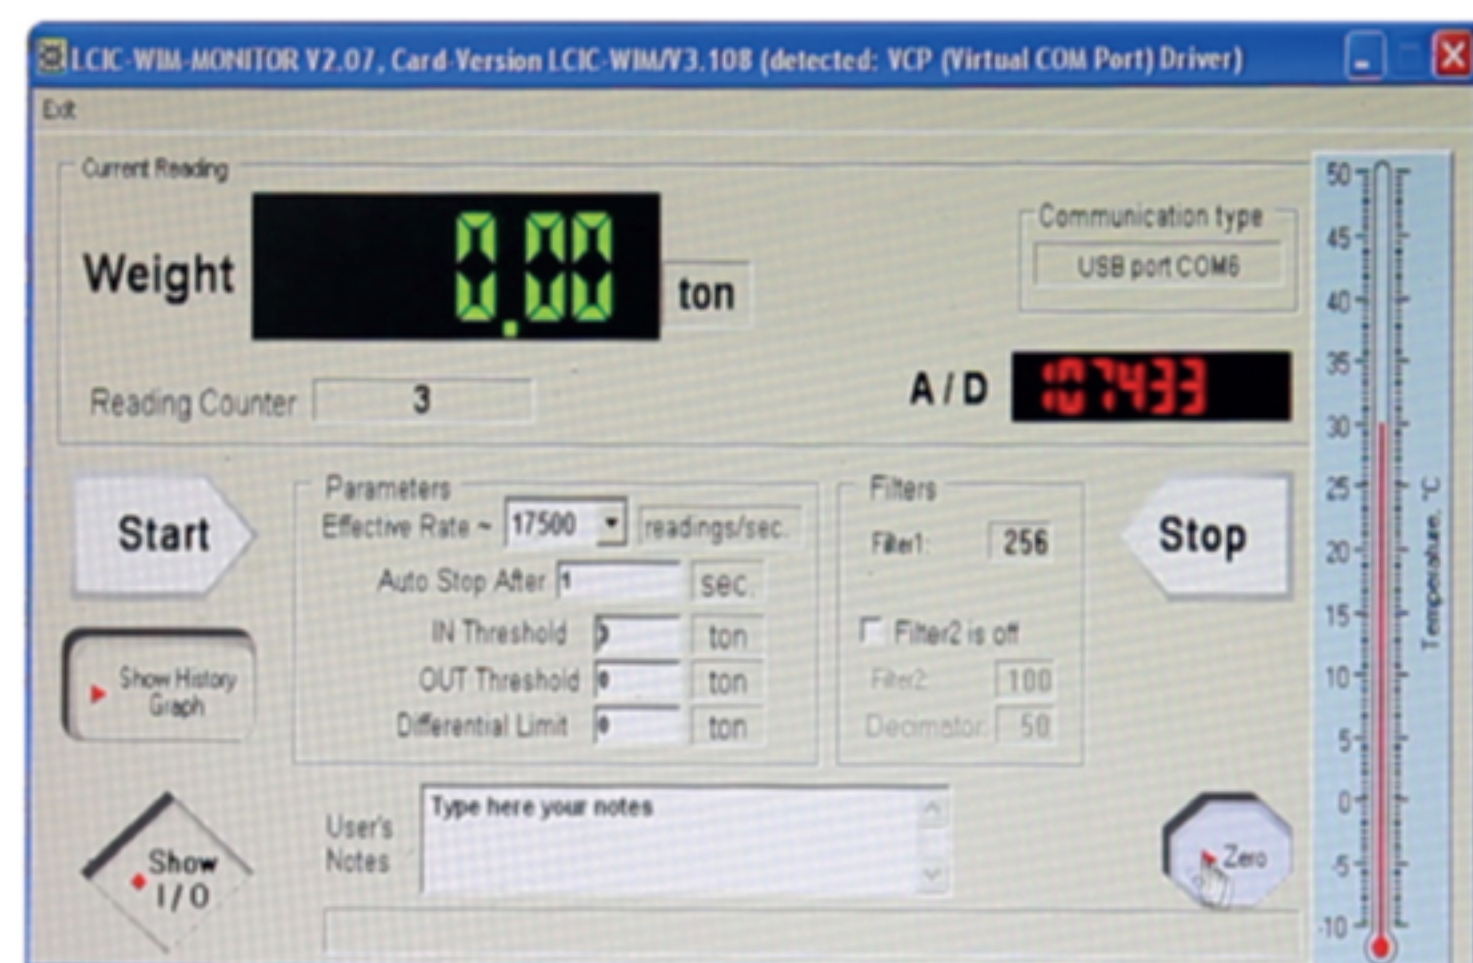 LCIC-WIM-MONITOR V2.07, Card-Version LCIC-WIM/V3.108 (detected: VCP (Virtual COM Port) Driver)
Exit
Current Reading
Weight 0.00 ton
Communication type
USB port COM6
Reading Counter 3
A / D 107433
Start
Parameters
Effective Rate ~ 17500 readings/sec.
Auto Stop After 1 sec.
IN Threshold ton
OUT Threshold 0 ton
Differential Limit 0 ton
Filters
Filter1: 256
Filter2 is off
Filter2: 100
Decimator: 50
Stop
Show History
Graph
Show
I / O
User's
Notes
Type here your notes
Zero
50
45
40
35
30
25
20
15
10
5
0
-5
-10
Temperature, °C